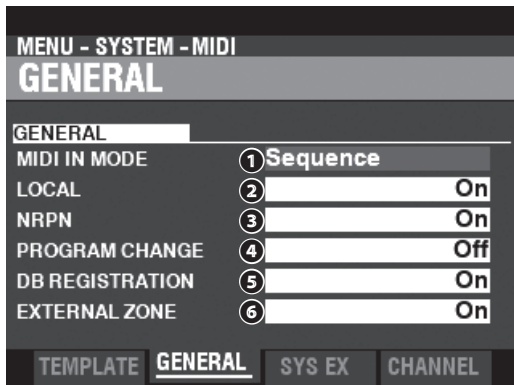 MENU - SYSTEM - MIDI
GENERAL
GENERAL
MIDI IN MODE 1 Sequence
LOCAL 2 On
NRPN 3 On
PROGRAM CHANGE 4 Off
DB REGISTRATION 5 On
EXTERNAL ZONE 6 On
TEMPLATE GENERAL SYS EX CHANNEL